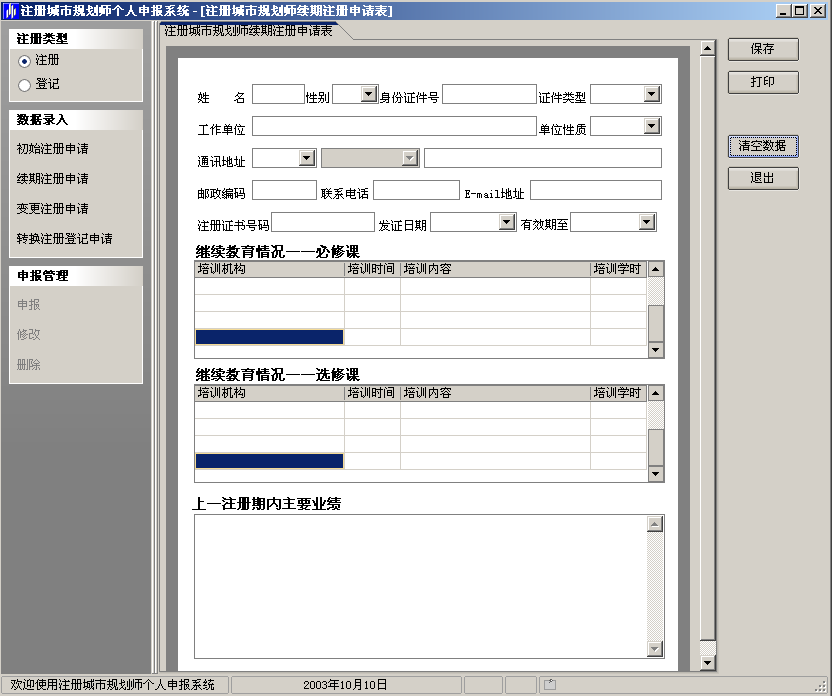 注册城市规划师个人申报系统 - [注册城市规划师续期注册申请表]
注册类型
注册
登记
数据录入
初始注册申请
续期注册申请
变更注册申请
转换注册登记申请
申报管理
申报
修改
删除
注册城市规划师续期注册申请表
姓 名 性别 身份证件号 证件类型
工作单位 单位性质
通讯地址
邮政编码 联系电话 E-mail地址
注册证书号码 发证日期 有效期至
继续教育情况——必修课
培训机构 培训时间 培训内容 培训学时
继续教育情况——选修课
培训机构 培训时间 培训内容 培训学时
上一注册期内主要业绩
保存
打印
清空数据
退出
欢迎使用注册城市规划师个人申报系统 2003年10月10日